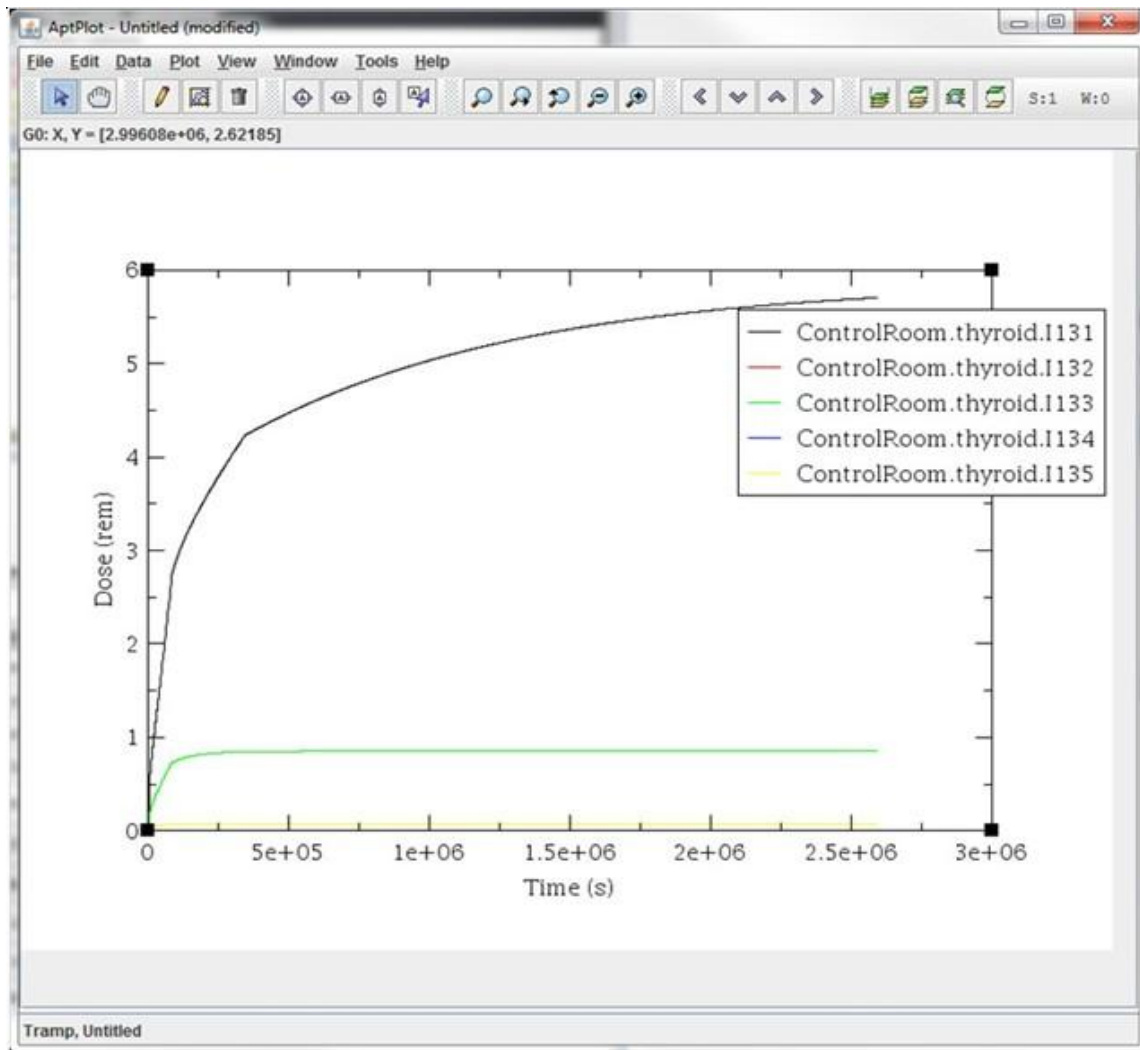 AptPlot - Untitled (modified)
File Edit Data Plot View Window Tools Help
S:1 W:0
G0: X, Y = [2.99608e+06, 2.62185]
6
5
4
3
2
1
0
Dose (rem)
ControlRoom.thyroid.I131
ControlRoom.thyroid.I132
ControlRoom.thyroid.I133
ControlRoom.thyroid.I134
ControlRoom.thyroid.I135
0 5e+05 1e+06 1.5e+06 2e+06 2.5e+06 3e+06
Time (s)
Tramp, Untitled